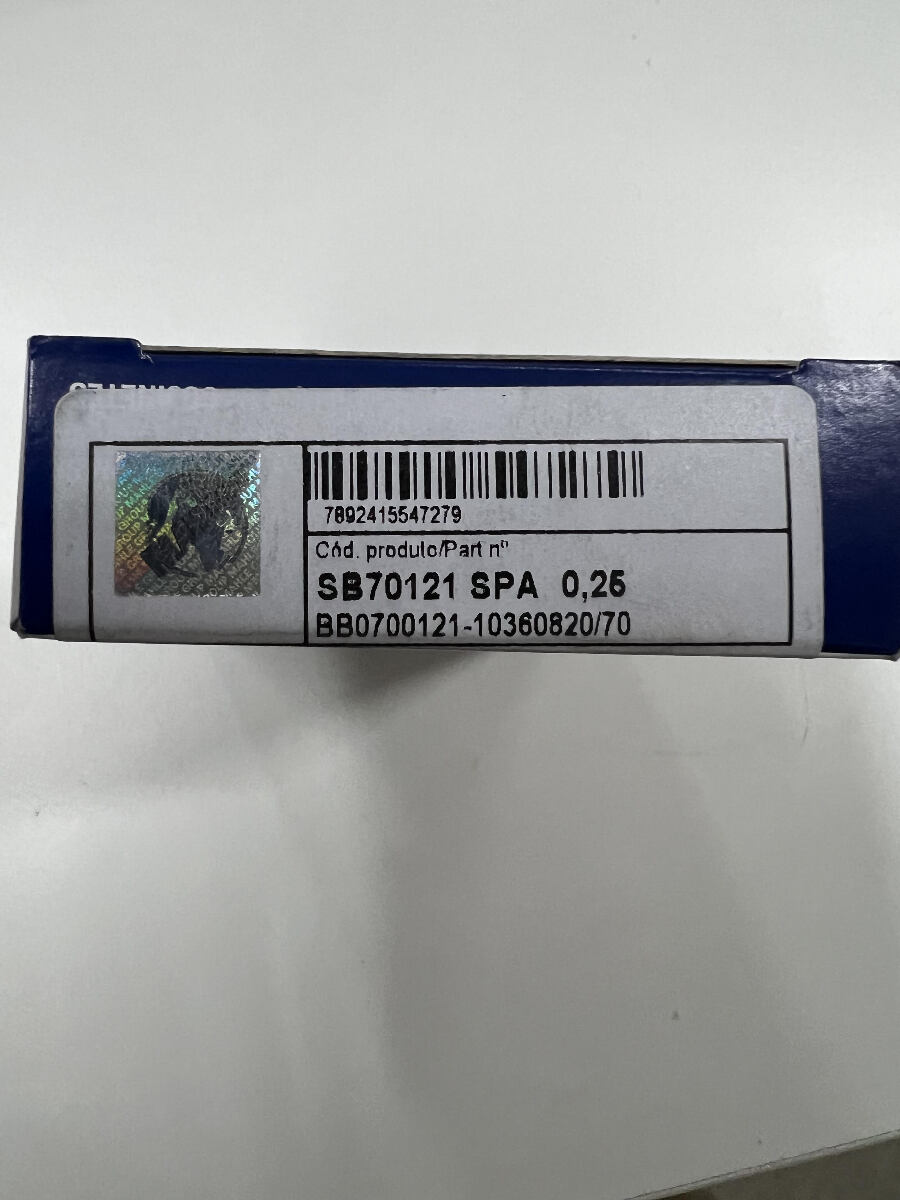 7892415547279
Cód. produto/Part nº
SB70121 SPA 0,25
BB0700121-10360820/70